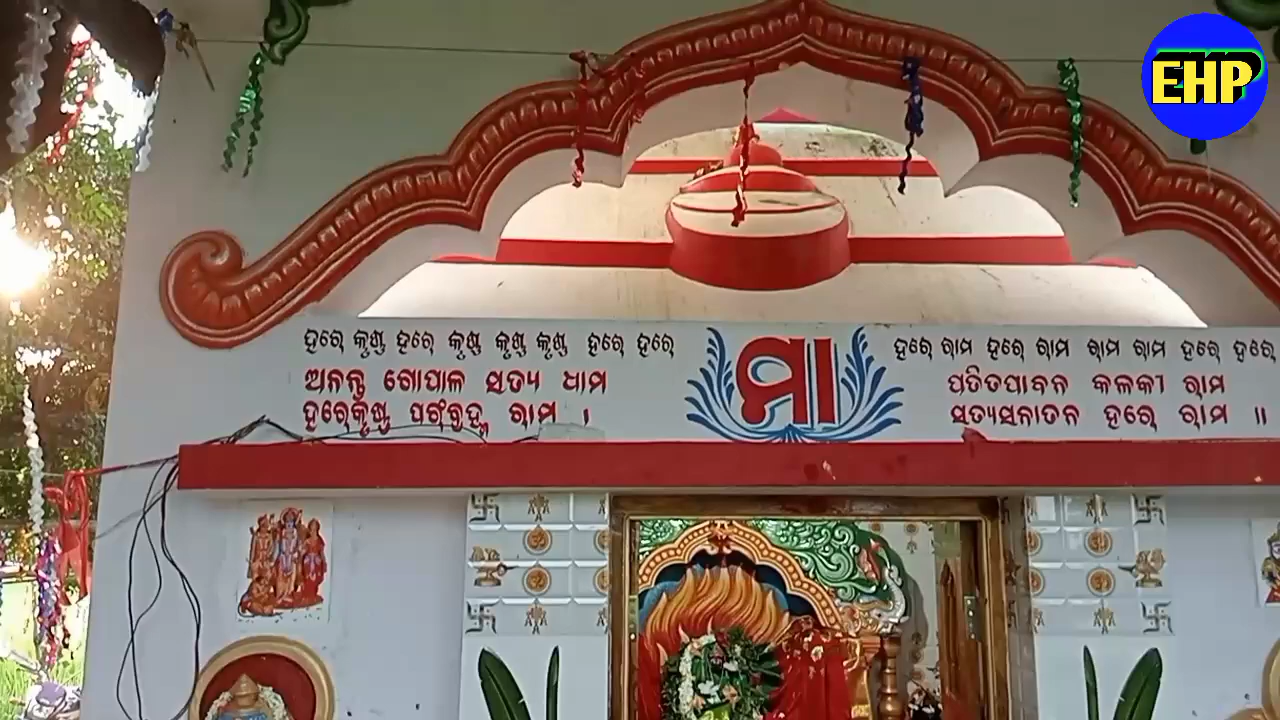 EHP
ହରେ କୃଷ୍ଣ ହରେ କୃଷ୍ଣ କୃଷ୍ଣ କୃଷ୍ଣ ହରେ ହରେ
ଅନନ୍ତ ଗୋପାଳ ସତ୍ୟ ଧାମ
ହରେକୃଷ୍ଣ ପଂବ୍ରହ୍ମ ରାମ ।
ମା
ହରେ ରାମ ହରେ ରାମ ରାମ ରାମ ହରେ ହରେ
ପତିତପାବନ କଳକୀ ରାମ
ସତ୍ୟସନାତନ ହରେ ରାମ ॥